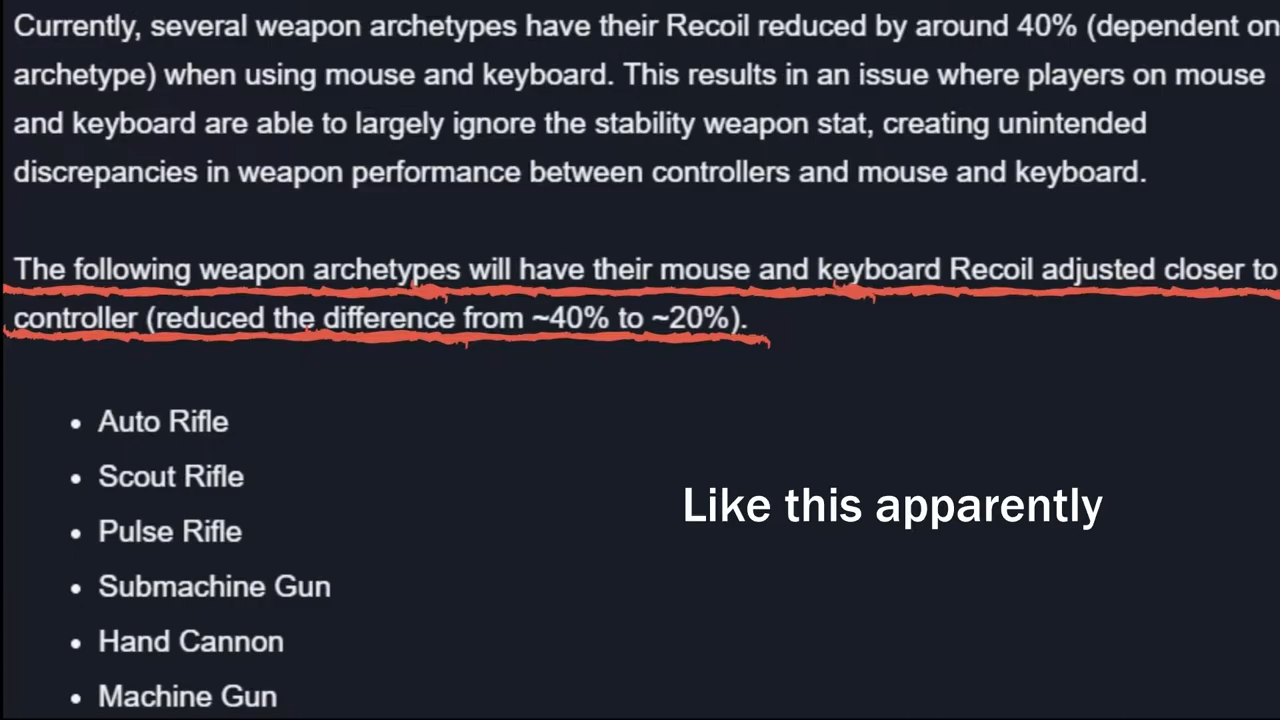 Currently, several weapon archetypes have their Recoil reduced by around 40% (dependent on
archetype) when using mouse and keyboard. This results in an issue where players on mouse
and keyboard are able to largely ignore the stability weapon stat, creating unintended
discrepancies in weapon performance between controllers and mouse and keyboard.
The following weapon archetypes will have their mouse and keyboard Recoil adjusted closer to
controller (reduced the difference from ~40% to ~20%).
• Auto Rifle
• Scout Rifle
• Pulse Rifle
• Submachine Gun
• Hand Cannon
• Machine Gun
Like this apparently